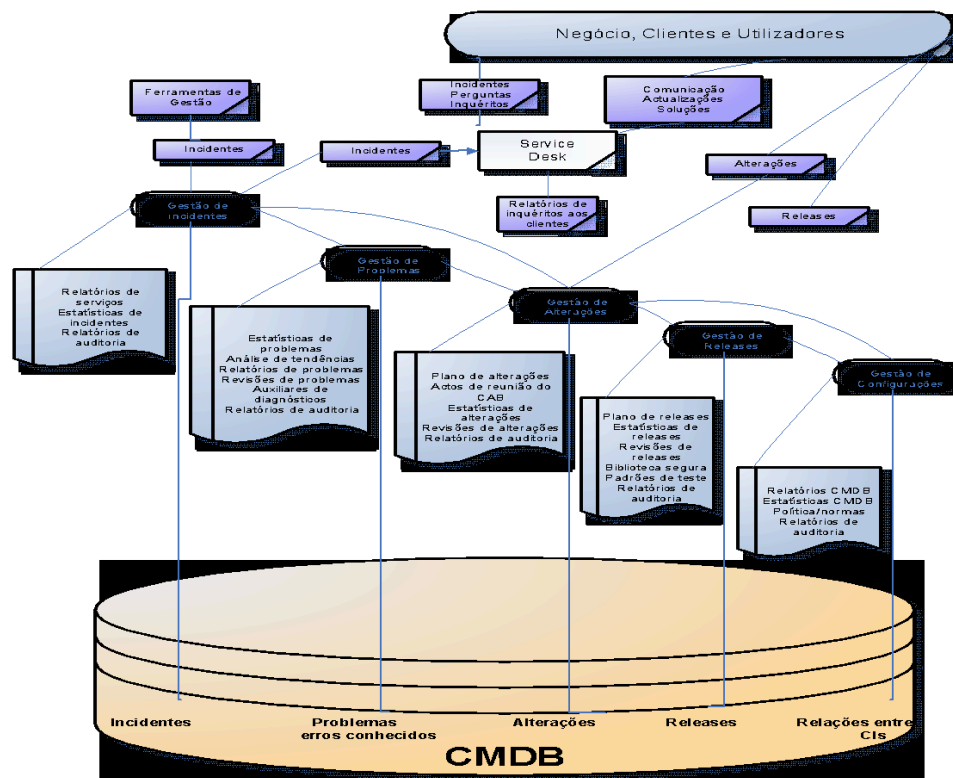 Negócio, Clientes e Utilizadores
Ferramentas de
Gestão
Incidentes
Perguntas
Inquéritos
Comunicação
Actualizações
Soluções
Incidentes
Incidentes
Service
Desk
Alterações
Relatórios de
inquéritos aos
clientes
Releases
Gestão de
incidentes
Gestão de
Problemas
Gestão de
Alterações
Gestão de
Releases
Gestão de
Configurações
Relatórios de
serviços
Estatísticas de
incidentes
Relatórios de
auditoria
Estatísticas de
problemas
Análise de tendências
Relatórios de problemas
Revisões de problemas
Auxiliares de
diagnósticos
Relatórios de auditoria
Plano de alterações
Actos de reunião do
CAB
Estatísticas de
alterações
Revisões de alterações
Relatórios de auditoria
Plano de releases
Estatísticas de
releases
Revisões de
releases
Biblioteca segura
Padrões de teste
Relatórios de
auditoria
Relatórios CMDB
Estatísticas CMDB
Política/normas
Relatórios de
auditoria
Incidentes
Problemas
erros conhecidos
Alterações
Releases
Relações entre
CIs
CMDB